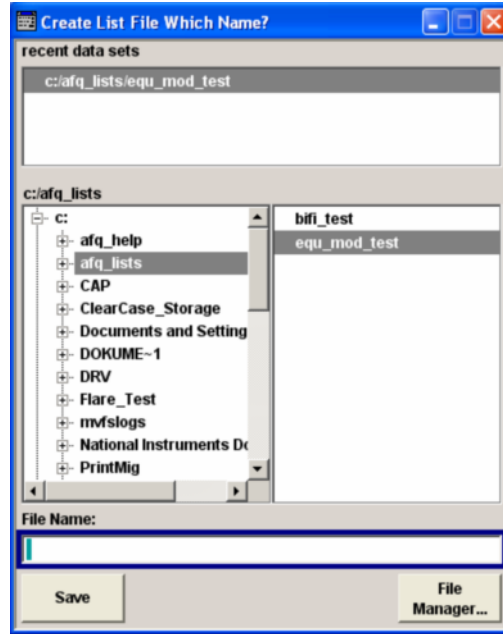 Create List File Which Name?
recent data sets
c:/afq_lists/equ_mod_test
c:/afq_lists
c:
afq_help
afq_lists
CAP
ClearCase_Storage
Documents and Setting
DOKUME~1
DRV
Flare_Test
mvfslogs
National Instruments Do
PrintMig
bifi_test
equ_mod_test
File Name:
Save
File
Manager...